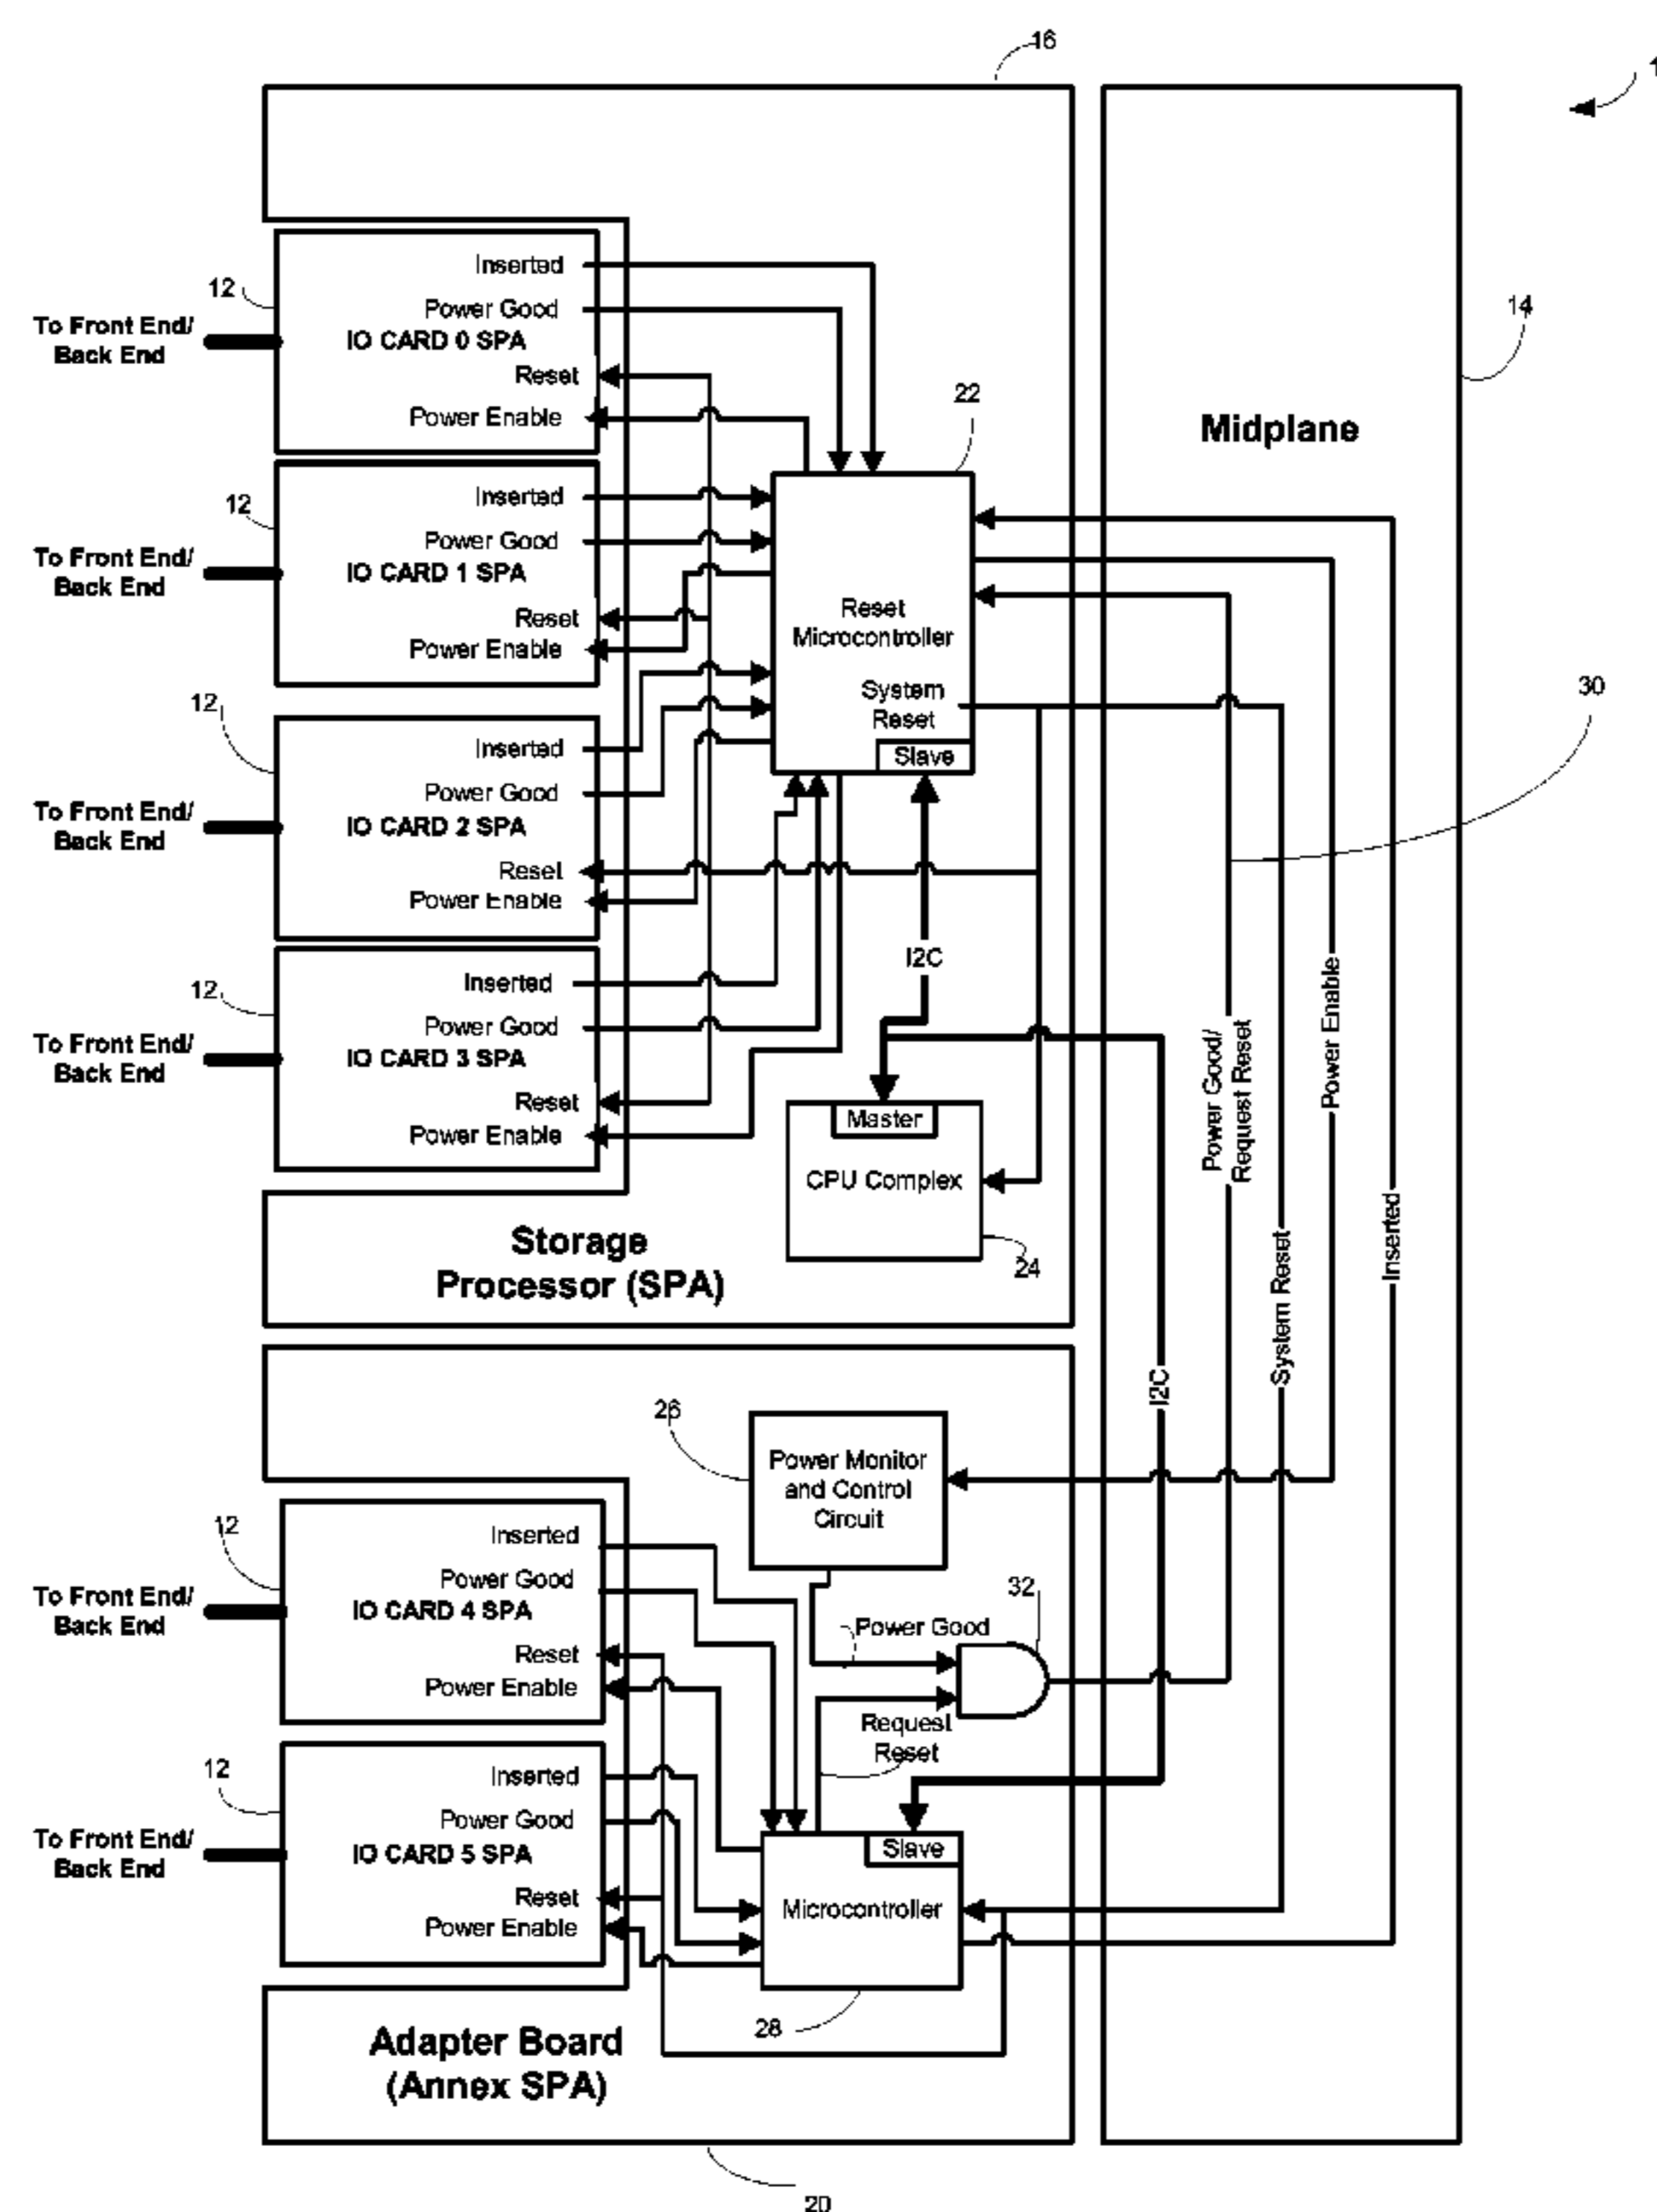 16
1
14
22
30
Midplane
12
To Front End/
Back End
Inserted
Power Good
IO CARD 0 SPA
Reset
Power Enable
12
To Front End/
Back End
Inserted
Power Good
IO CARD 1 SPA
Reset
Power Enable
12
To Front End/
Back End
Inserted
Power Good
IO CARD 2 SPA
Reset
Power Enable
12
To Front End/
Back End
Inserted
Power Good
IO CARD 3 SPA
Reset
Power Enable
Reset
Microcontroller
System
Reset
Slave
I2C
Master
CPU Complex
24
Storage
Processor (SPA)
Power Good/
Request Reset
System Reset
Power Enable
Inserted
I2C
26
Power Monitor
and Control
Circuit
32
Power Good
Request
Reset
12
To Front End/
Back End
Inserted
Power Good
IO CARD 4 SPA
Reset
Power Enable
12
To Front End/
Back End
Inserted
Power Good
IO CARD 5 SPA
Reset
Power Enable
Slave
Microcontroller
28
Adapter Board
(Annex SPA)
20